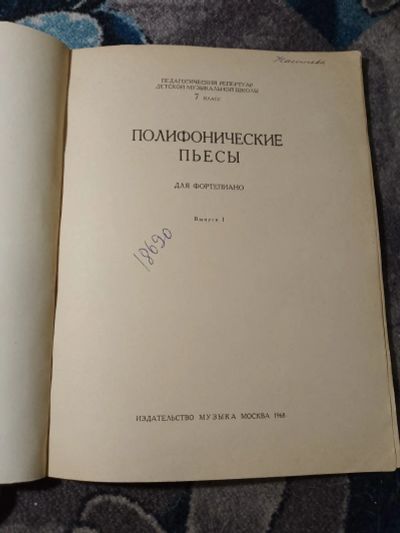 ПЕДАГОГИЧЕСКИЙ РЕПЕРТУАР
ДЕТСКОЙ МУЗЫКАЛЬНОЙ ШКОЛЫ
7 КЛАСС
ПОЛИФОНИЧЕСКИЕ
ПЬЕСЫ
ДЛЯ ФОРТЕПИАНО
Выпуск I
18690
ИЗДАТЕЛЬСТВО МУЗЫКА МОСКВА 1968